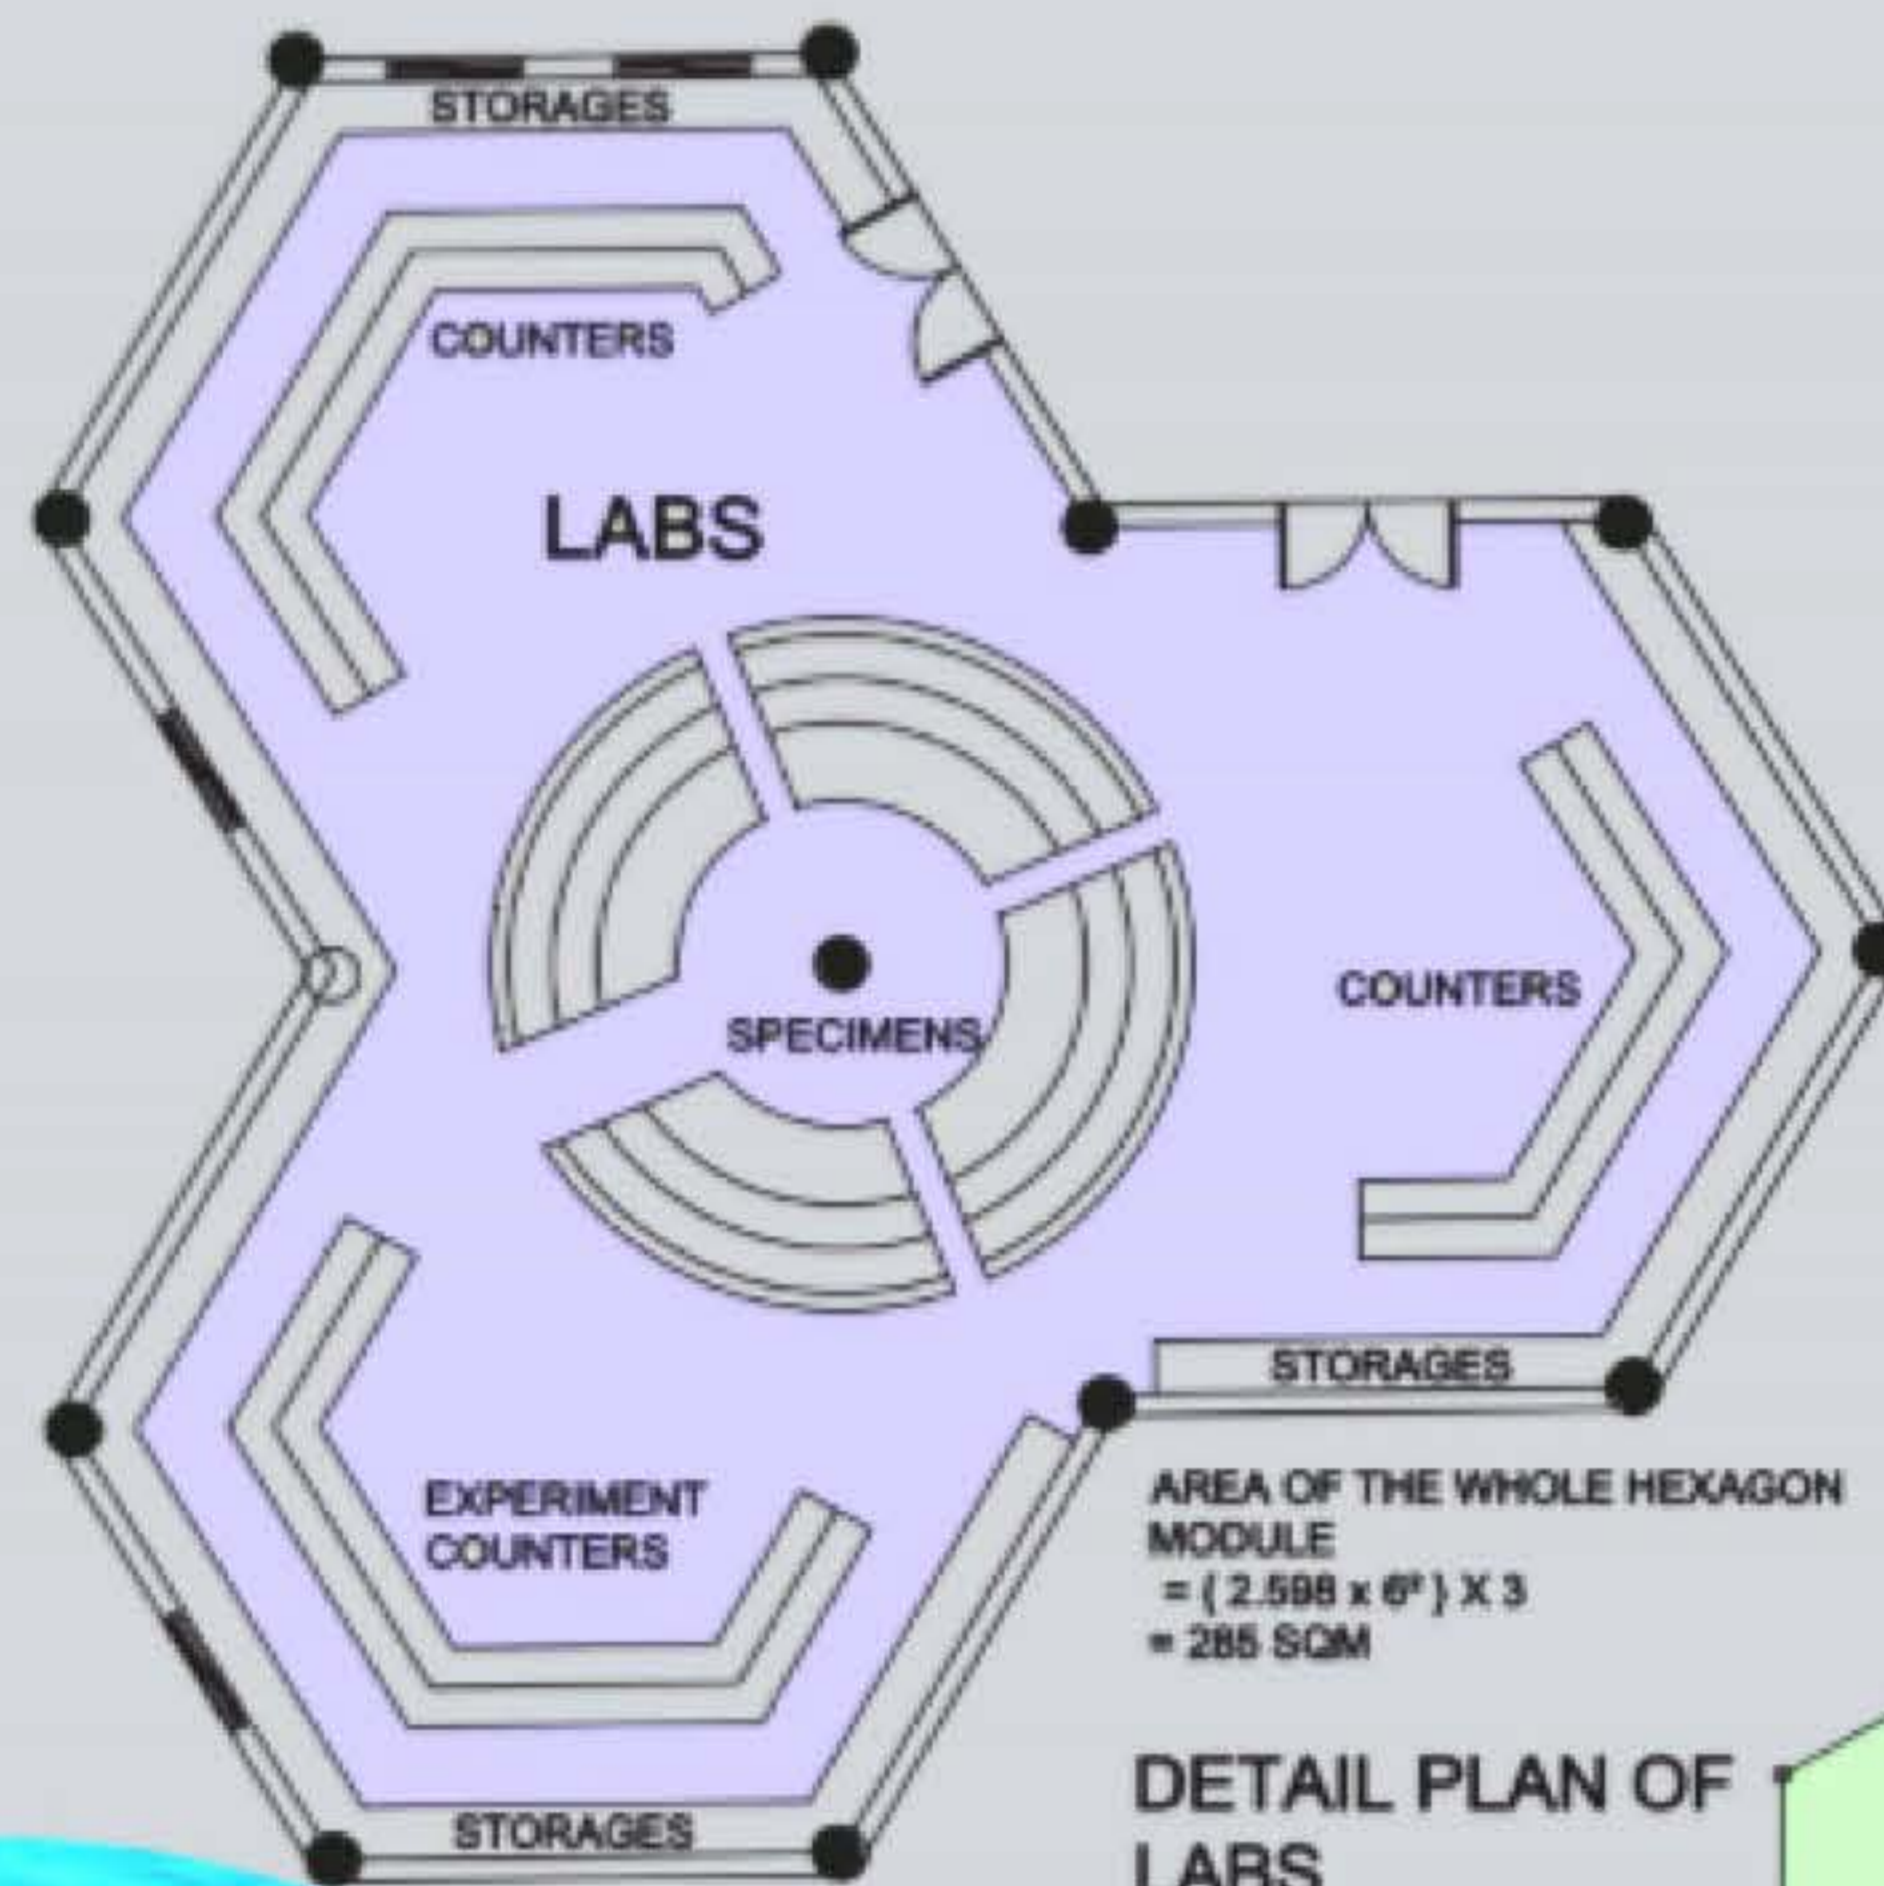 STORAGES
COUNTERS
LABS
COUNTERS
SPECIMENS
STORAGES
EXPERIMENT
COUNTERS
AREA OF THE WHOLE HEXAGON
MODULE
= ( 2.598 x 6² ) X 3
= 285 SQM
STORAGES
DETAIL PLAN OF
LABS